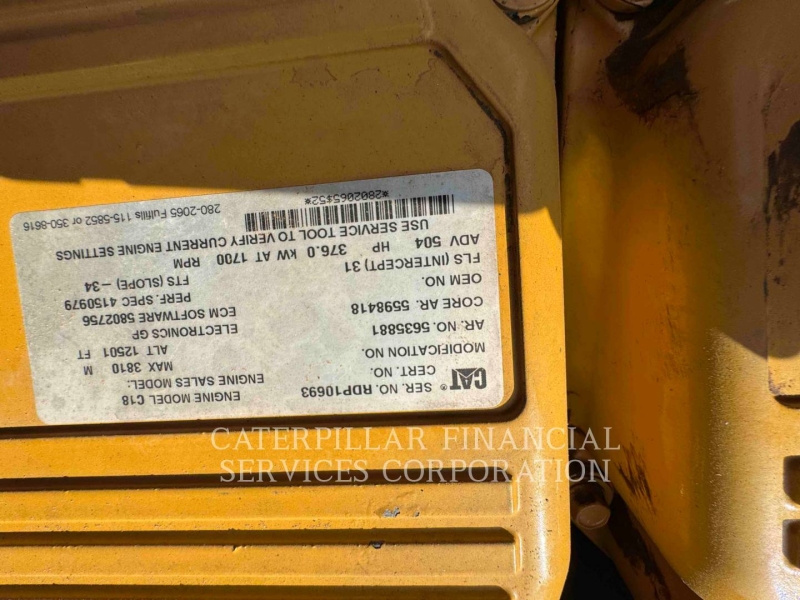 CAT® SER. NO. RDP10693 ENGINE MODEL C18
CERT. NO. ENGINE SALES MODEL:
MODIFICATION NO. MAX 3810 M
ALT 12501 FT
AR. NO. 5635881 ELECTRONICS GP
CORE AR. 5598418 ECM SOFTWARE 5802756
OEM NO. PERF. SPEC 4150979
FLS (INTERCEPT) 31 FTS (SLOPE) -34
ADV 504 HP 376.0 kW AT 1700 RPM
USE SERVICE TOOL TO VERIFY CURRENT ENGINE SETTINGS
*2802065$52*
280-2065 Fulfills 115-5852 or 350-8616
CATERPILLAR FINANCIAL
SERVICES CORPORATION